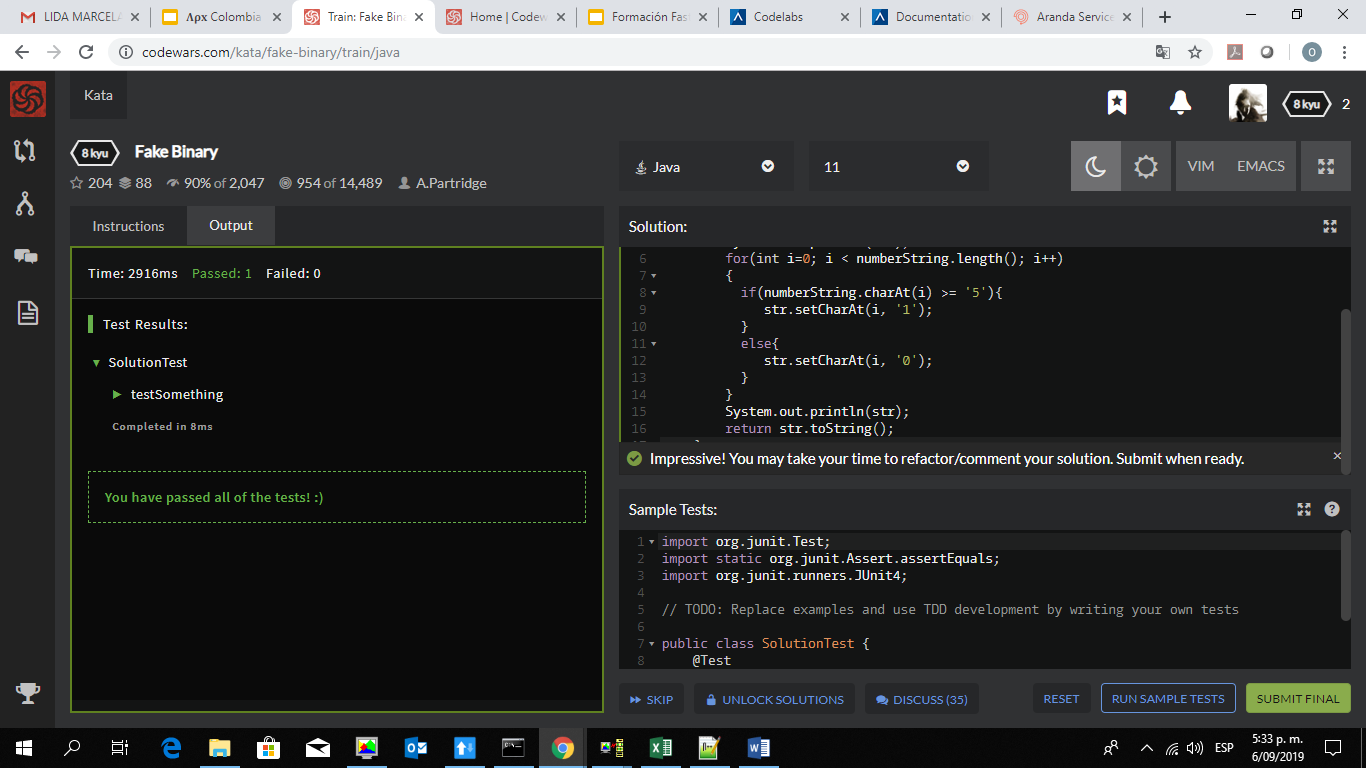 LIDA MARCELA
Λpx Colombia
Train: Fake Bin
Home | Codew
Formación Fas
Codelabs
Documentatio
Aranda Service
codewars.com/kata/fake-binary/train/java
O
Kata
8 kyu 2
8 kyu Fake Binary
204 88 90% of 2,047 954 of 14,489 A.Partridge
Java
11
VIM EMACS
Instructions Output
Time: 2916ms Passed: 1 Failed: 0
Test Results:
SolutionTest
testSomething
Completed in 8ms
You have passed all of the tests! :)
Solution:
6 for(int i=0; i < numberString.length(); i++)
7 {
8 if(numberString.charAt(i) >= '5'){
9 str.setCharAt(i, '1');
10 }
11 else{
12 str.setCharAt(i, '0');
13 }
14 }
15 System.out.println(str);
16 return str.toString();
Impressive! You may take your time to refactor/comment your solution. Submit when ready.
Sample Tests:
1 import org.junit.Test;
2 import static org.junit.Assert.assertEquals;
3 import org.junit.runners.JUnit4;
4
5 // TODO: Replace examples and use TDD development by writing your own tests
6
7 public class SolutionTest {
8 @Test
SKIP UNLOCK SOLUTIONS DISCUSS (35) RESET RUN SAMPLE TESTS SUBMIT FINAL
ESP
5:33 p. m.
6/09/2019